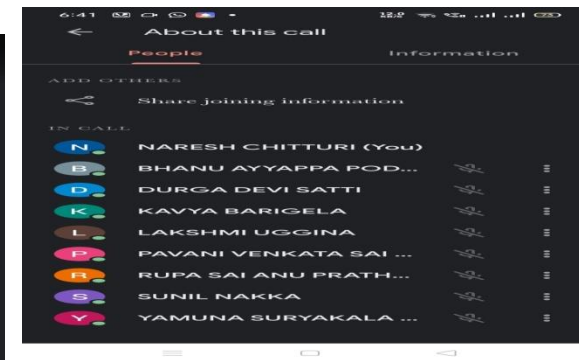 6:41
About this call
People Information
ADD OTHERS
Share joining information
IN CALL
N NARESH CHITTURI (You)
B BHANU AYYAPPA POD...
D DURGA DEVI SATTI
K KAVYA BARIGELA
L LAKSHMI UGGINA
P PAVANI VENKATA SAI ...
R RUPA SAI ANU PRATH...
S SUNIL NAKKA
Y YAMUNA SURYAKALA ...